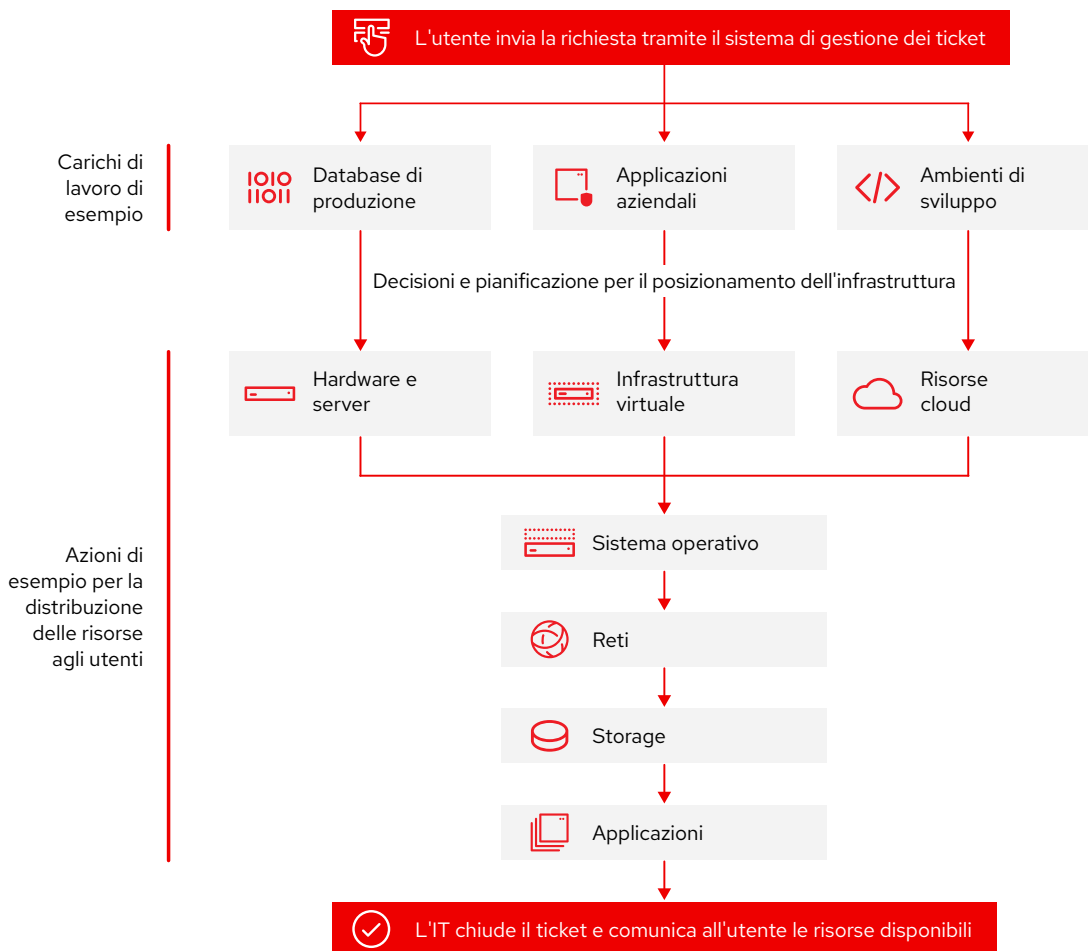 L'utente invia la richiesta tramite il sistema di gestione dei ticket
Carichi di
lavoro di
esempio
1010
11011
Database di
produzione
Applicazioni
aziendali
</>
Ambienti di
sviluppo
Decisioni e pianificazione per il posizionamento dell'infrastruttura
Azioni di
esempio per la
distribuzione
delle risorse
agli utenti
Hardware e
server
Infrastruttura
virtuale
Risorse
cloud
Sistema operativo
Reti
Storage
Applicazioni
L'IT chiude il ticket e comunica all'utente le risorse disponibili